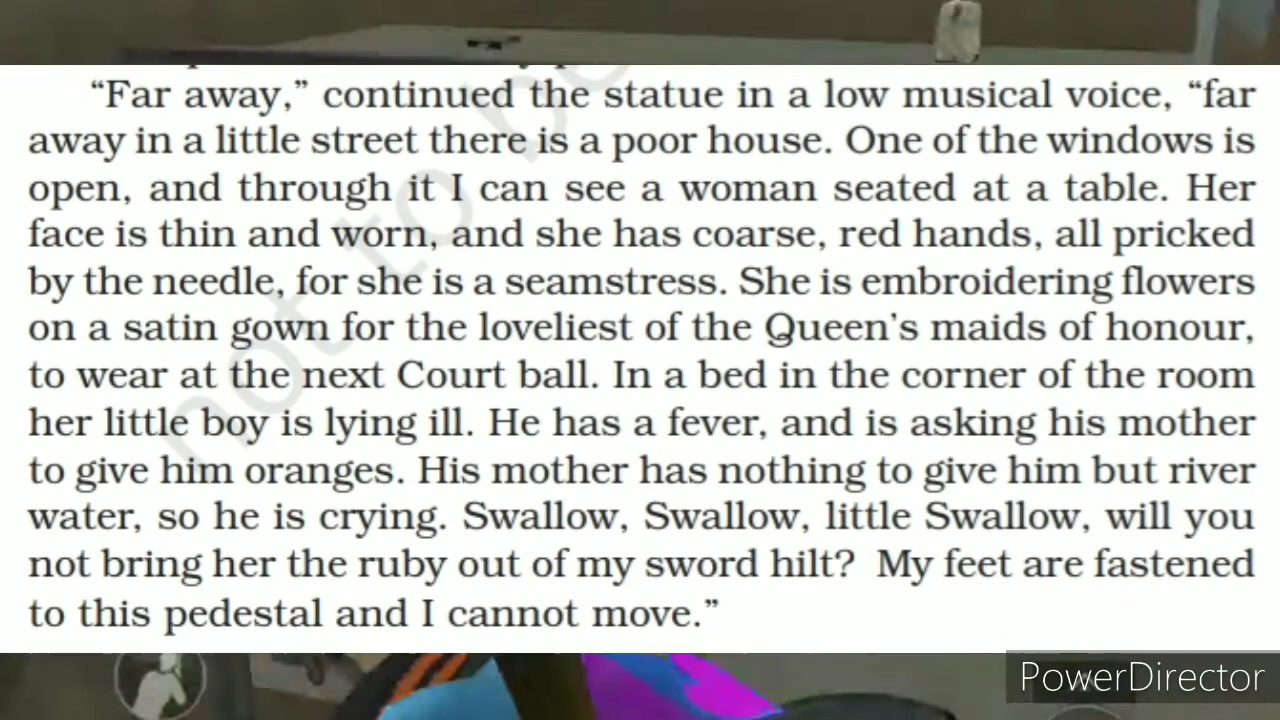 “Far away,” continued the statue in a low musical voice, “far
away in a little street there is a poor house. One of the windows is
open, and through it I can see a woman seated at a table. Her
face is thin and worn, and she has coarse, red hands, all pricked
by the needle, for she is a seamstress. She is embroidering flowers
on a satin gown for the loveliest of the Queen’s maids of honour,
to wear at the next Court ball. In a bed in the corner of the room
her little boy is lying ill. He has a fever, and is asking his mother
to give him oranges. His mother has nothing to give him but river
water, so he is crying. Swallow, Swallow, little Swallow, will you
not bring her the ruby out of my sword hilt? My feet are fastened
to this pedestal and I cannot move.”
not to be
PowerDirector